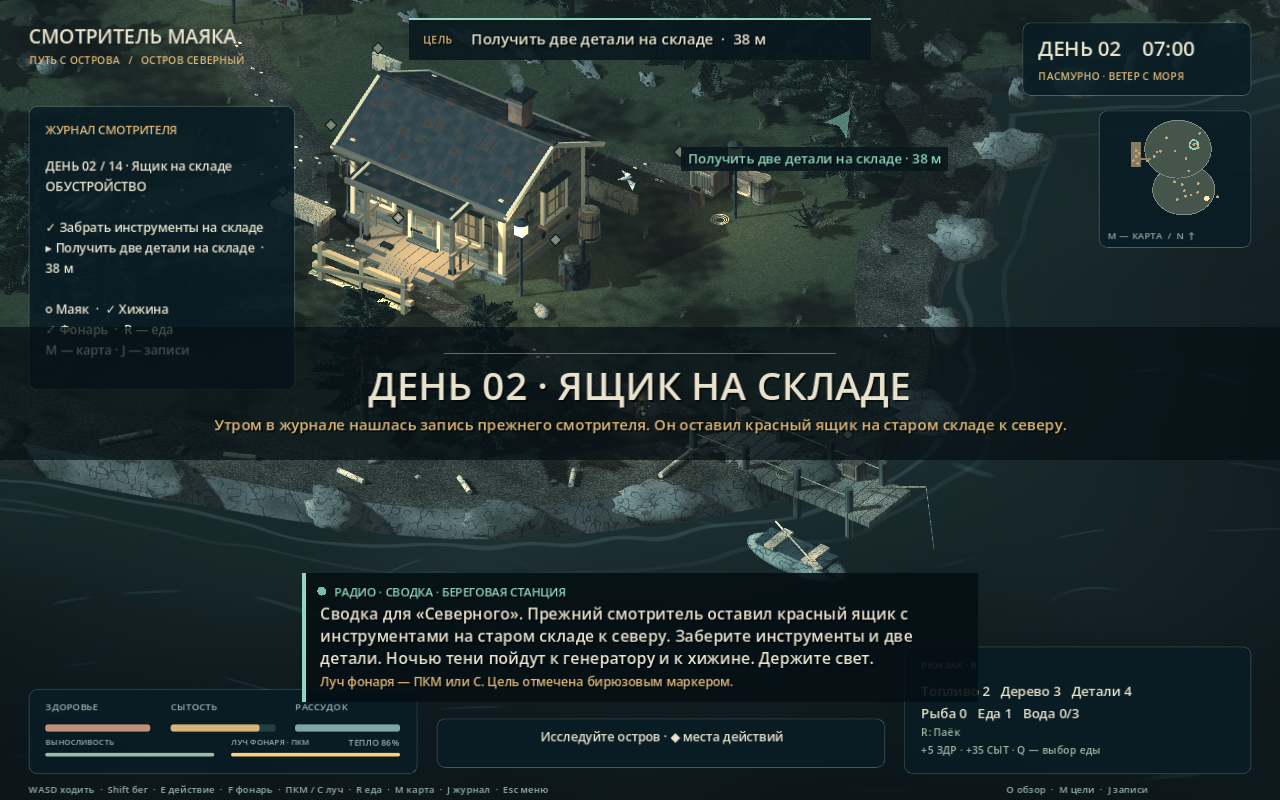 СМОТРИТЕЛЬ МАЯКА
ПУТЬ С ОСТРОВА / ОСТРОВ СЕВЕРНЫЙ
ЦЕЛЬ Получить две детали на складе · 38 м
ДЕНЬ 02 07:00
ПАСМУРНО · ВЕТЕР С МОРЯ
ЖУРНАЛ СМОТРИТЕЛЯ
ДЕНЬ 02 / 14 · Ящик на складе
ОБУСТРОЙСТВО
✓ Забрать инструменты на складе
▸ Получить две детали на складе ·
38 м
○ Маяк · ✓ Хижина
✓ Фонарь · R — еда
M — карта · J — записи
Получить две детали на складе · 38 м
M — КАРТА / N ↑
ДЕНЬ 02 · ЯЩИК НА СКЛАДЕ
Утром в журнале нашлась запись прежнего смотрителя. Он оставил красный ящик на старом складе к северу.
РАДИО · СВОДКА · БЕРЕГОВАЯ СТАНЦИЯ
Сводка для «Северного». Прежний смотритель оставил красный ящик с
инструментами на старом складе к северу. Заберите инструменты и две
детали. Ночью тени пойдут к генератору и к хижине. Держите свет.
Луч фонаря — ПКМ или C. Цель отмечена бирюзовым маркером.
ЗДОРОВЬЕ СЫТОСТЬ РАССУДОК
ВЫНОСЛИВОСТЬ ЛУЧ ФОНАРЯ · ПКМ ТЕПЛО 86%
Исследуйте остров · ◆ места действий
РЮКЗАК · В
Топливо 2 Дерево 3 Детали 4
Рыба 0 Еда 1 Вода 0/3
R: Паёк
+5 ЗДР · +35 СЫТ · Q — выбор еды
WASD ходить · Shift бег · E действие · F фонарь · ПКМ / C луч · R еда · M карта · J журнал · Esc меню
O обзор · M цели · J записи